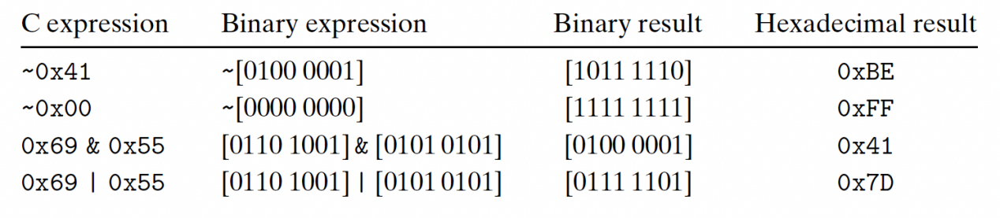 C expression Binary expression Binary result Hexadecimal result
~0x41 ~[0100 0001] [1011 1110] 0xBE
~0x00 ~[0000 0000] [1111 1111] 0xFF
0x69 & 0x55 [0110 1001] & [0101 0101] [0100 0001] 0x41
0x69 | 0x55 [0110 1001] | [0101 0101] [0111 1101] 0x7D